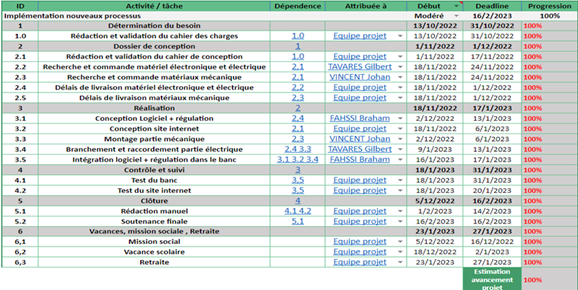 ID Activité / tâche Dépendence Attribuée à Début Deadline Progression
Implémentation nouveaux processus Modéré 16/2/2023 100%
1 Détermination du besoin 13/10/2022 31/10/2022 100%
1.0 Rédaction et validation du cahier des charges 1.0 Equipe projet 13/10/2022 31/10/2022 100%
2 Dossier de conception 1 1/11/2022 1/12/2022 100%
2.1 Rédaction et validation du cahier de conception 1.0 Equipe projet 1/11/2022 17/11/2022 100%
2.2 Recherche et commande matériel électronique et électrique 2,1 TAVARES Gilbert 18/11/2022 24/11/2022 100%
2.3 Recherche et commande matériaux mécanique 2,1 VINCENT Johan 18/11/2022 24/11/2022 100%
2.4 Délais de livraison matériel électronique et électrique 2,2 Equipe projet 18/11/2022 1/12/2022 100%
2.5 Délais de livraison matériaux mécanique 2,3 Equipe projet 18/11/2022 1/12/2022 100%
3 Réalisation 2 18/11/2022 17/1/2023 100%
3.1 Conception Logiciel + régulation 2,4 FAHSSI Braham 2/12/2022 13/1/2023 100%
3.2 Conception site internet 2,1 Equipe projet 18/11/2022 6/1/2023 100%
3.3 Montage partie mécanique 2,3 Equipe projet 2/12/2022 6/1/2023 100%
3.4 Branchement et raccordement partie électrique 2.4 3.3 TAVARES Gilbert 9/1/2023 13/1/2023 100%
3.5 Intégration logiciel + régulation dans le banc 3.1 3.2 3.4 FAHSSI Braham 16/1/2023 17/1/2023 100%
4 Contrôle et suivi 3 18/1/2023 31/1/2023 100%
4.1 Test du banc 3.5 Equipe projet 18/1/2023 31/1/2023 100%
4.2 Test du site internet 3.5 Equipe projet 18/1/2023 20/1/2023 100%
5 Clôture 4 5/12/2022 16/2/2023 100%
5.1 Rédaction manuel 4.1 4.2 Equipe projet 1/2/2023 14/2/2023 100%
5.2 Soutenance finale 5.1 Equipe projet 16/2/2023 16/2/2023 100%
6 Vacances, mission sociale , Retraite 23/1/2023 27/1/2023 100%
6,1 Mission social Equipe projet 5/12/2022 16/12/2022 100%
6,2 Vacance scolaire Equipe projet 18/12/2022 2/1/2023 100%
6,3 Retraite Equipe projet 23/1/2023 27/1/2023 100%
Estimation
avancement 100%
projet